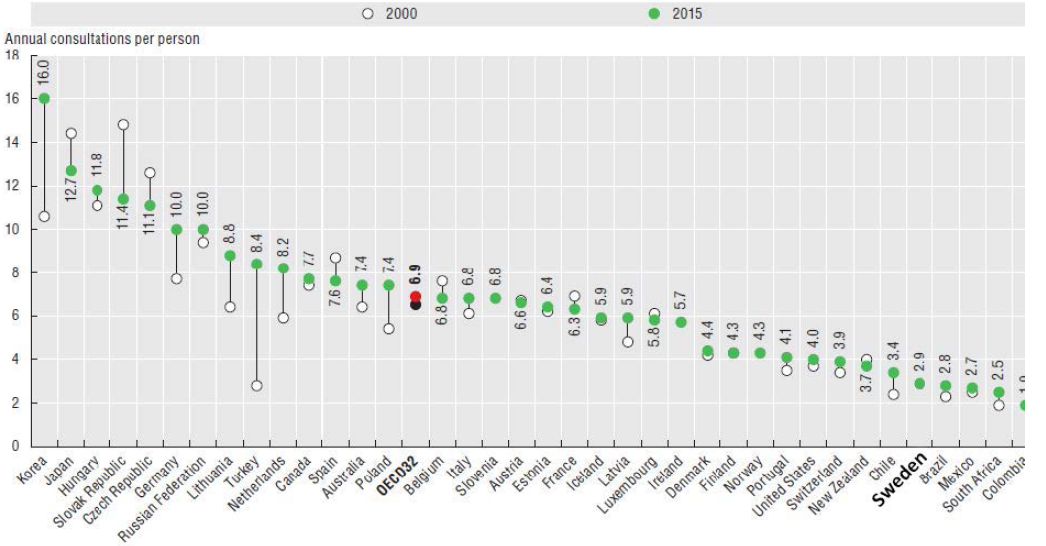 2000 2015
Annual consultations per person
18
16
14
12
10
8
6
4
2
0
16.0
12.7
11.8
11.4
11.1
10.0
10.0
8.8
8.4
8.2
7.7
7.6
7.4
7.4
6.9
6.8
6.8
6.8
6.6
6.4
6.3
5.9
5.9
5.8
5.7
4.4
4.3
4.3
4.1
4.0
3.9
3.7
3.4
2.9
2.8
2.7
2.5
Korea
Japan
Hungary
Slovak Republic
Czech Republic
Germany
Russian Federation
Lithuania
Turkey
Netherlands
Canada
Spain
Australia
Poland
OECD32
Belgium
Italy
Slovenia
Austria
Estonia
France
Iceland
Latvia
Luxembourg
Ireland
Denmark
Finland
Norway
Portugal
United States
Switzerland
New Zealand
Chile
Sweden
Brazil
Mexico
South Africa
Colombia